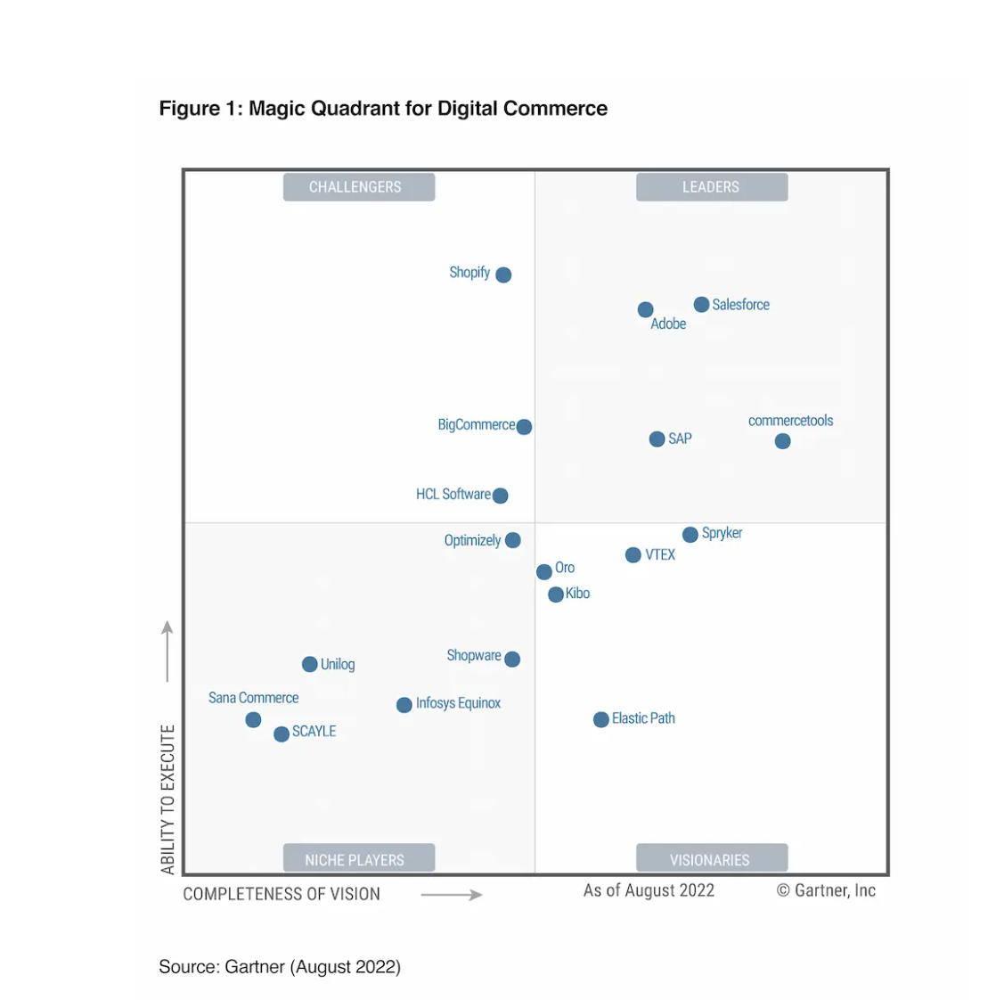 Figure 1: Magic Quadrant for Digital Commerce
CHALLENGERS
LEADERS
Shopify
Salesforce
Adobe
BigCommerce
commercetools
SAP
HCL Software
Optimizely
Spryker
VTEX
Oro
Kibo
Shopware
Unilog
Sana Commerce
Infosys Equinox
SCAYLE
Elastic Path
ABILITY TO EXECUTE
NICHE PLAYERS
VISIONARIES
COMPLETENESS OF VISION
As of August 2022
© Gartner, Inc
Source: Gartner (August 2022)